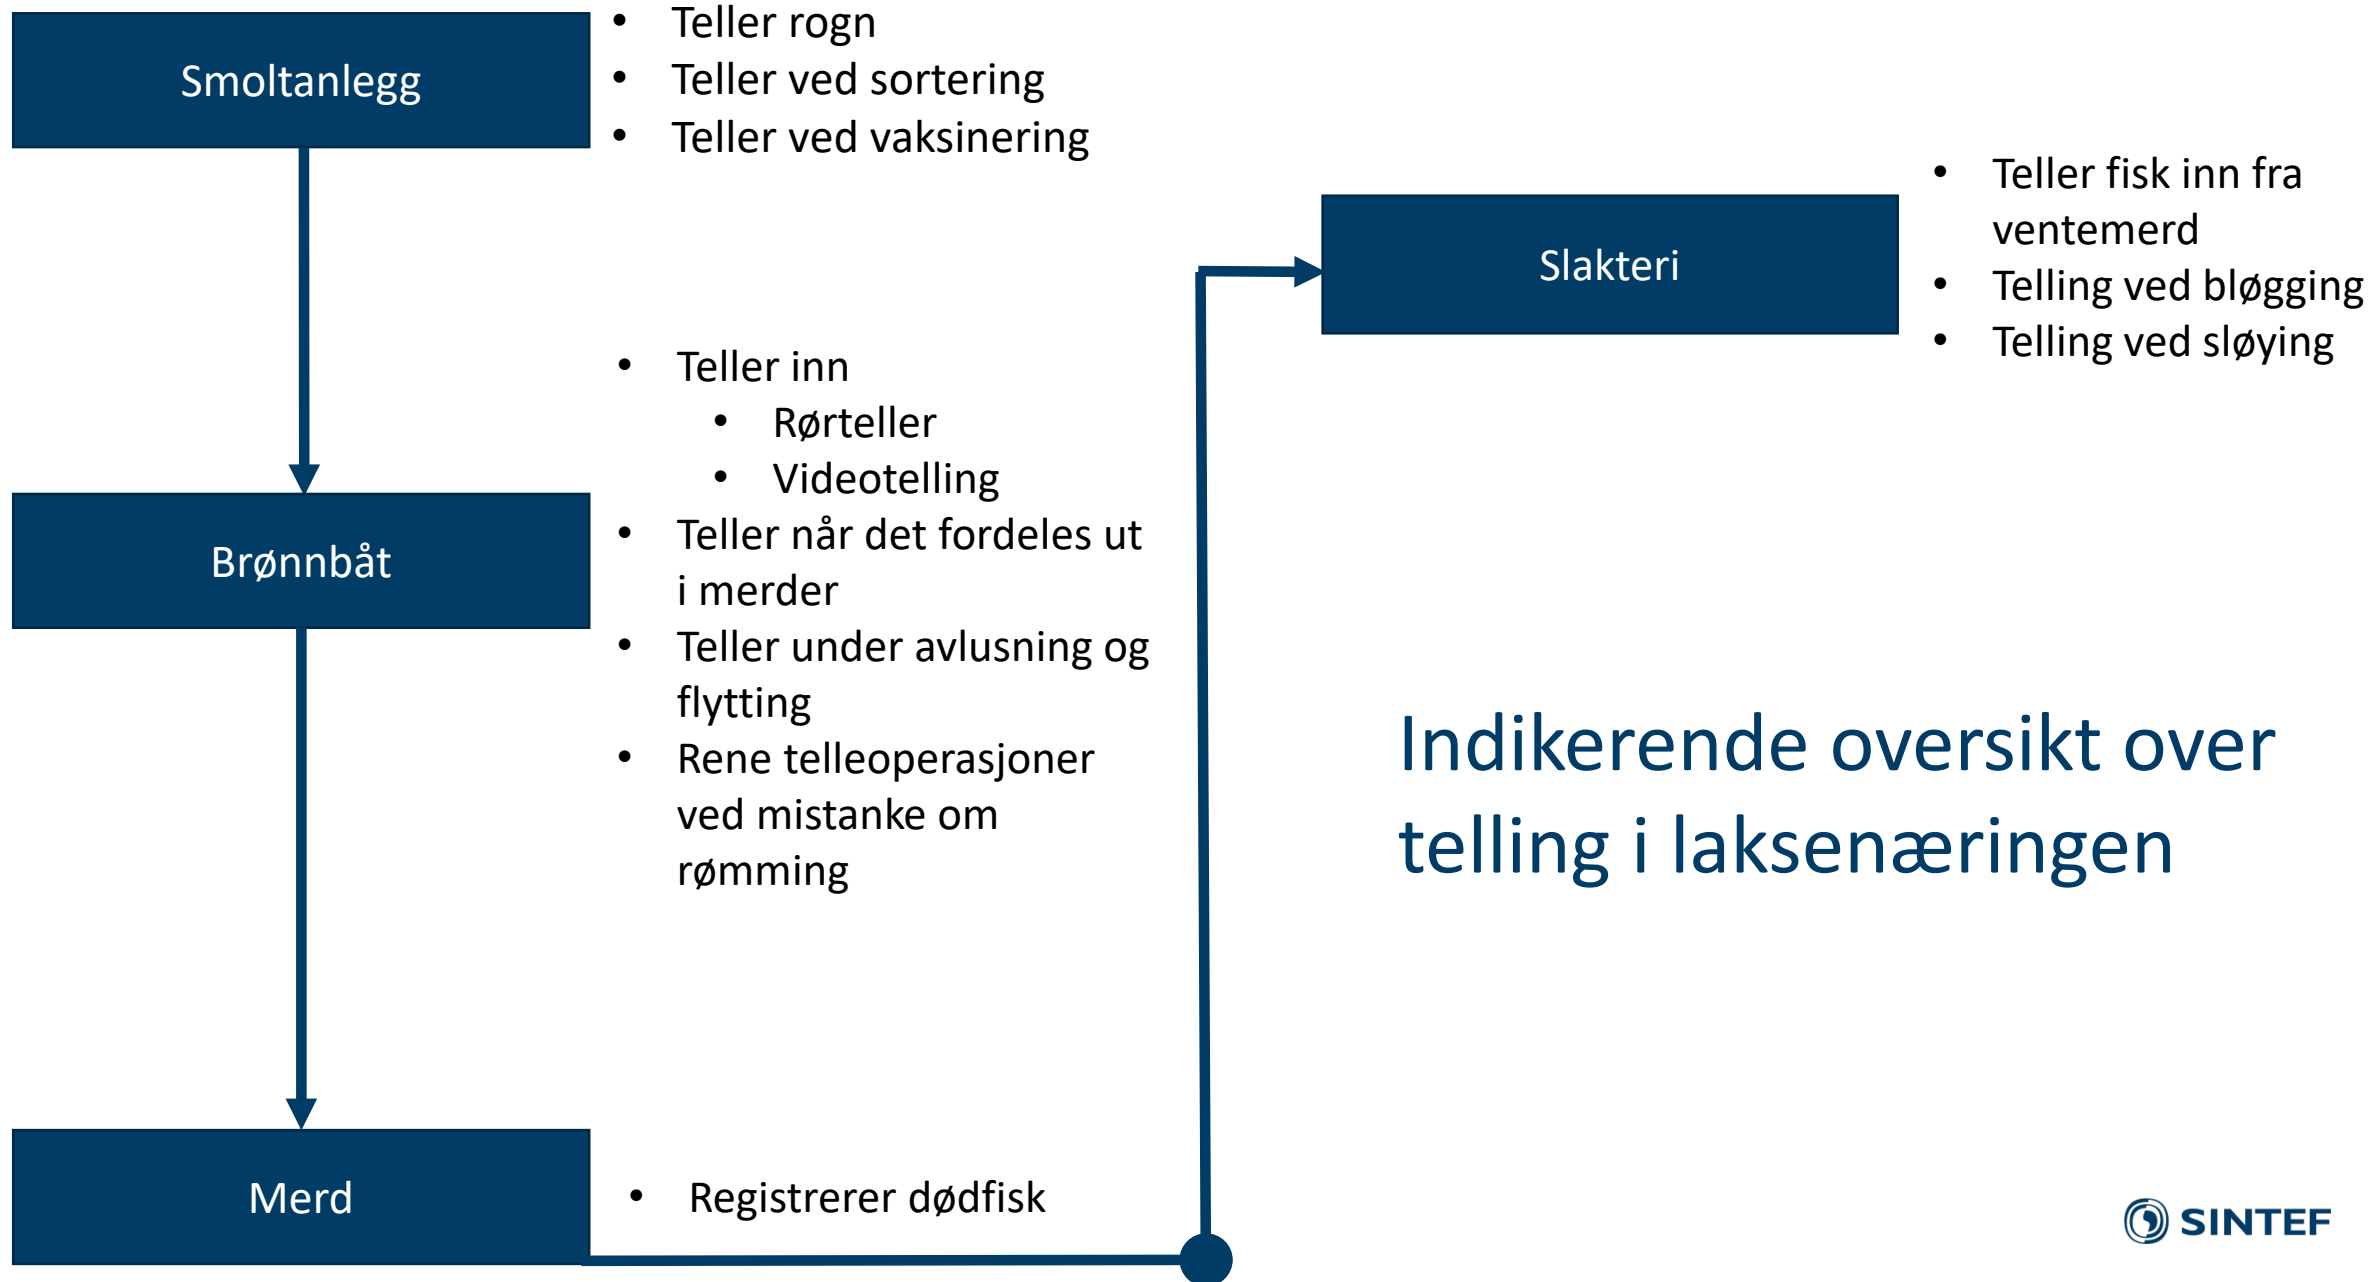 Smoltanlegg
• Teller rogn
• Teller ved sortering
• Teller ved vaksinering
Brønnbåt
• Teller inn
• Rørteller
• Videotelling
• Teller når det fordeles ut
i merder
• Teller under avlusning og
flytting
• Rene telleoperasjoner
ved mistanke om
rømming
Merd
• Registrerer dødfisk
Slakteri
• Teller fisk inn fra
ventemerd
• Telling ved bløgging
• Telling ved sløying
Indikerende oversikt over
telling i laksenæringen
SINTEF